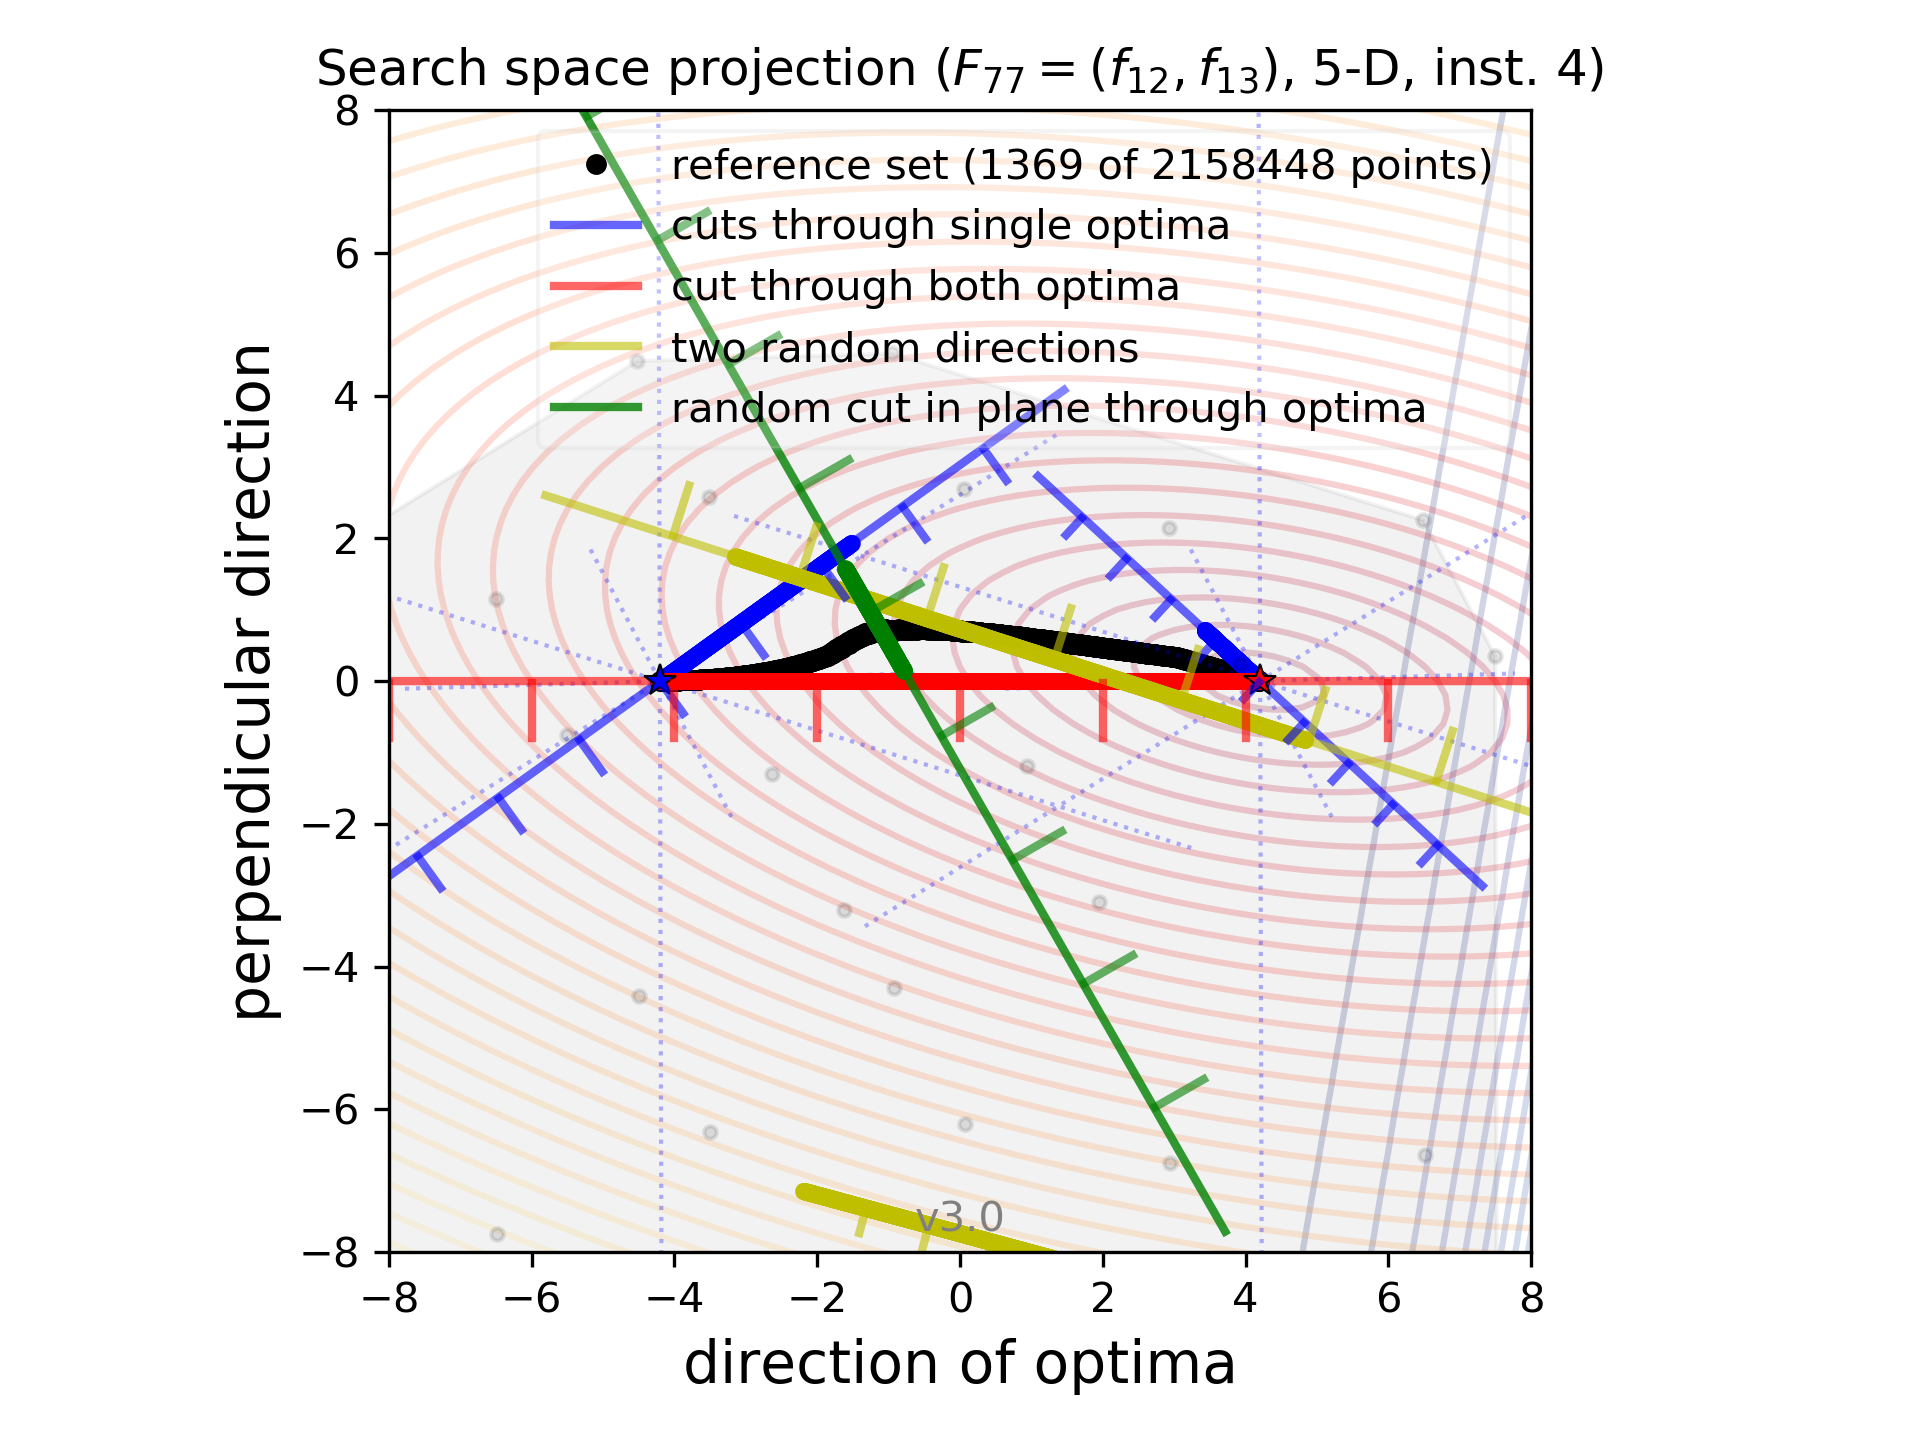 Search space projection (F₇₇ = (f₁₂, f₁₃), 5-D, inst. 4)
reference set (1369 of 2158448 points)
cuts through single optima
cut through both optima
two random directions
random cut in plane through optima
perpendicular direction
8
6
4
2
0
−2
−4
−6
−8
v3.0
−8 −6 −4 −2 0 2 4 6 8
direction of optima